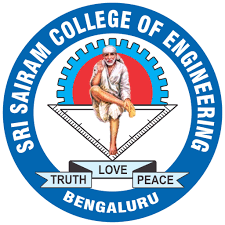 SRI SAIRAM COLLEGE OF ENGINEERING
LOVE
TRUTH PEACE
BENGALURU